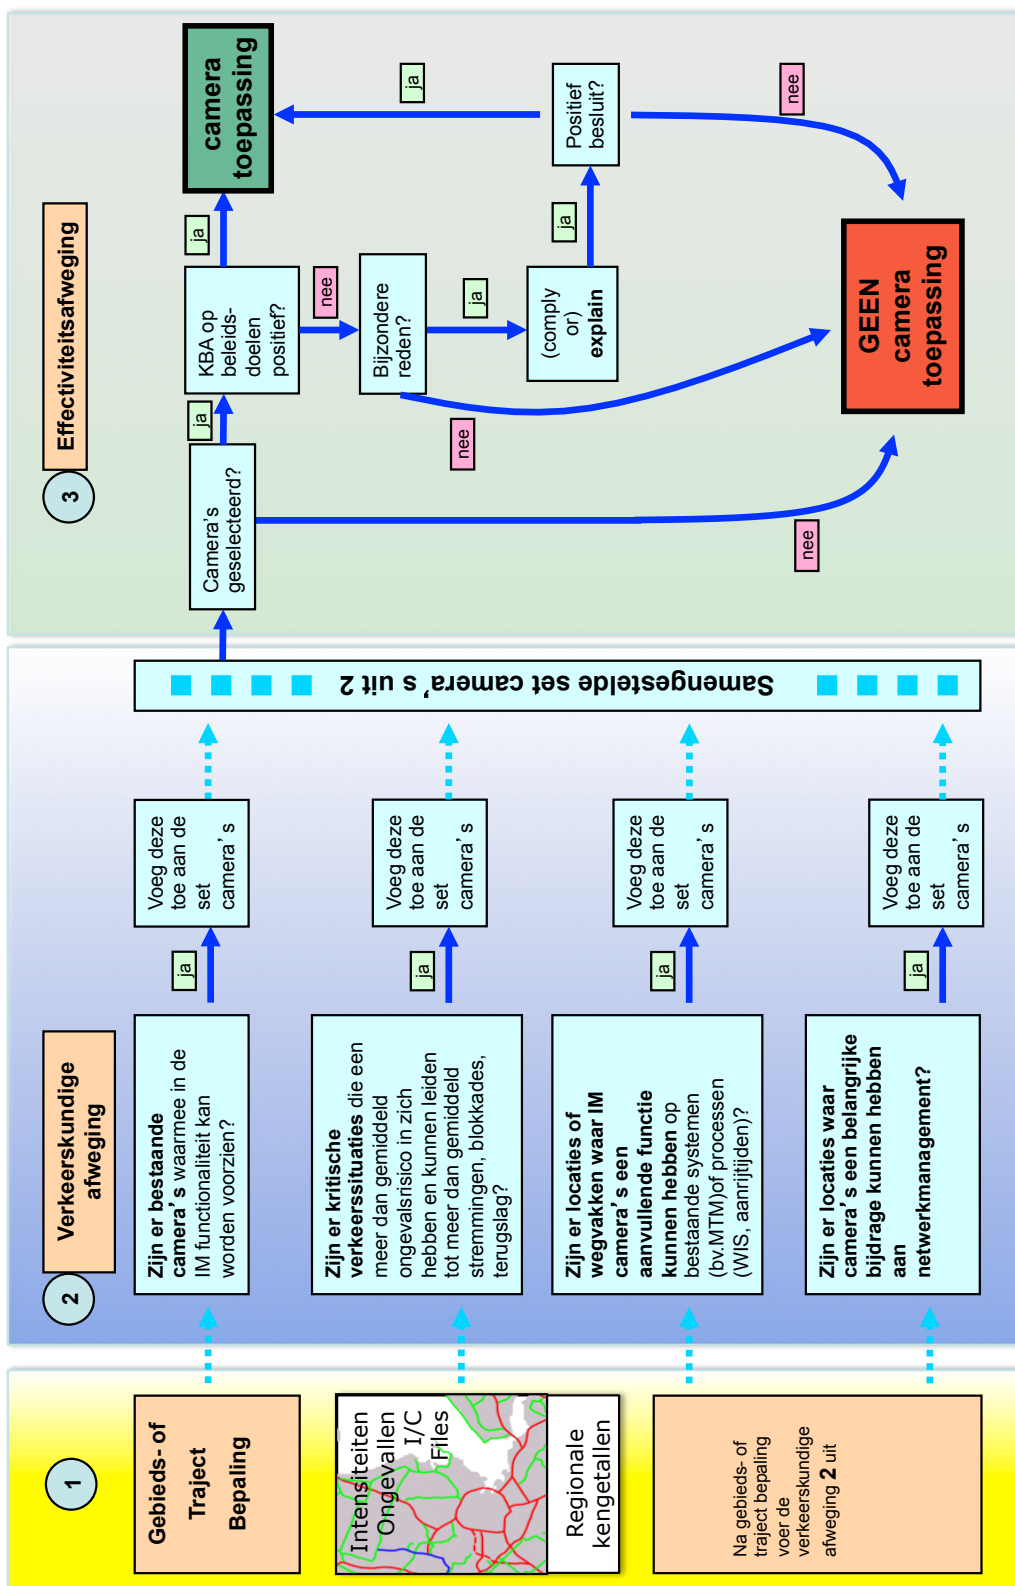 1
Gebieds- of
Traject
Bepaling
Intensiteiten
Ongevallen
I/C
Files
Regionale
kengetallen
Na gebieds- of
traject bepaling
voer de
verkeerskundige
afweging 2 uit
2
Verkeerskundige
afweging
Zijn er bestaande
camera's waarmee in de
IM functionaliteit kan
worden voorzien?
ja
Voeg deze
toe aan de
set
camera's
Zijn er kritische
verkeerssituaties die een
meer dan gemiddeld
ongevalsrisico in zich
hebben en kunnen leiden
tot meer dan gemiddeld
stremmingen, blokkades,
terugslag?
ja
Voeg deze
toe aan de
set
camera's
Zijn er locaties of
wegvakken waar IM
camera's een
aanvullende functie
kunnen hebben op
bestaande systemen
(bv.MTM)of processen
(WIS, aanrijtijden)?
ja
Voeg deze
toe aan de
set
camera's
Zijn er locaties waar
camera's een belangrijke
bijdrage kunnen hebben
aan
netwerkmanagement?
ja
Voeg deze
toe aan de
set
camera's
Samengestelde set camera's uit 2
3
Effectiviteitsafweging
Camera's
geselecteerd?
ja
nee
KBA op
beleids-
doelen
positief?
ja
nee
camera
toepassing
Bijzondere
reden?
ja
nee
(comply
or)
explain
ja
Positief
besluit?
ja
nee
GEEN
camera
toepassing